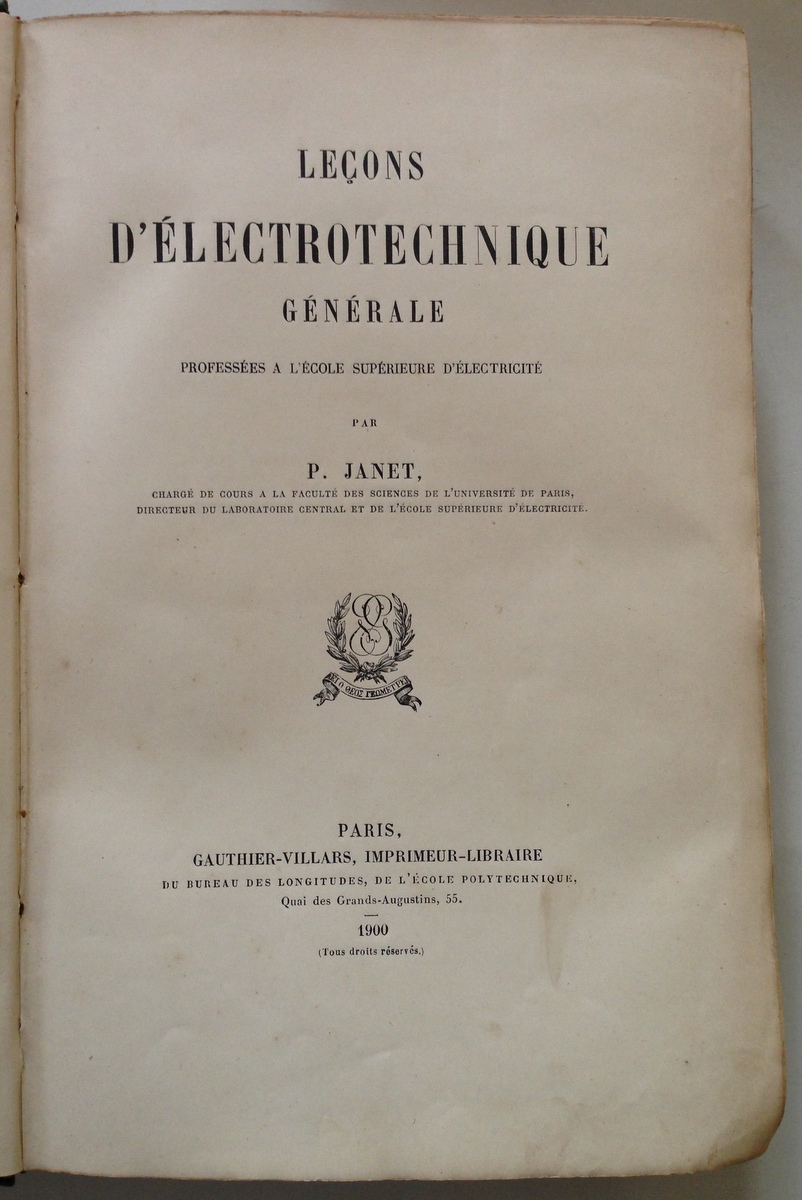 LEÇONS
D'ÉLECTROTECHNIQUE
GÉNÉRALE
PROFESSÉES A L'ÉCOLE SUPÉRIEURE D'ÉLECTRICITÉ
PAR
P. JANET,
CHARGÉ DE COURS A LA FACULTÉ DES SCIENCES DE L'UNIVERSITÉ DE PARIS,
DIRECTEUR DU LABORATOIRE CENTRAL ET DE L'ÉCOLE SUPÉRIEURE D'ÉLECTRICITÉ.
Ο ΘΕΟΣ
PARIS,
GAUTHIER-VILLARS, IMPRIMEUR-LIBRAIRE
DU BUREAU DES LONGITUDES, DE L'ÉCOLE POLYTECHNIQUE,
Quai des Grands-Augustins, 55.
1900
(Tous droits réservés.)